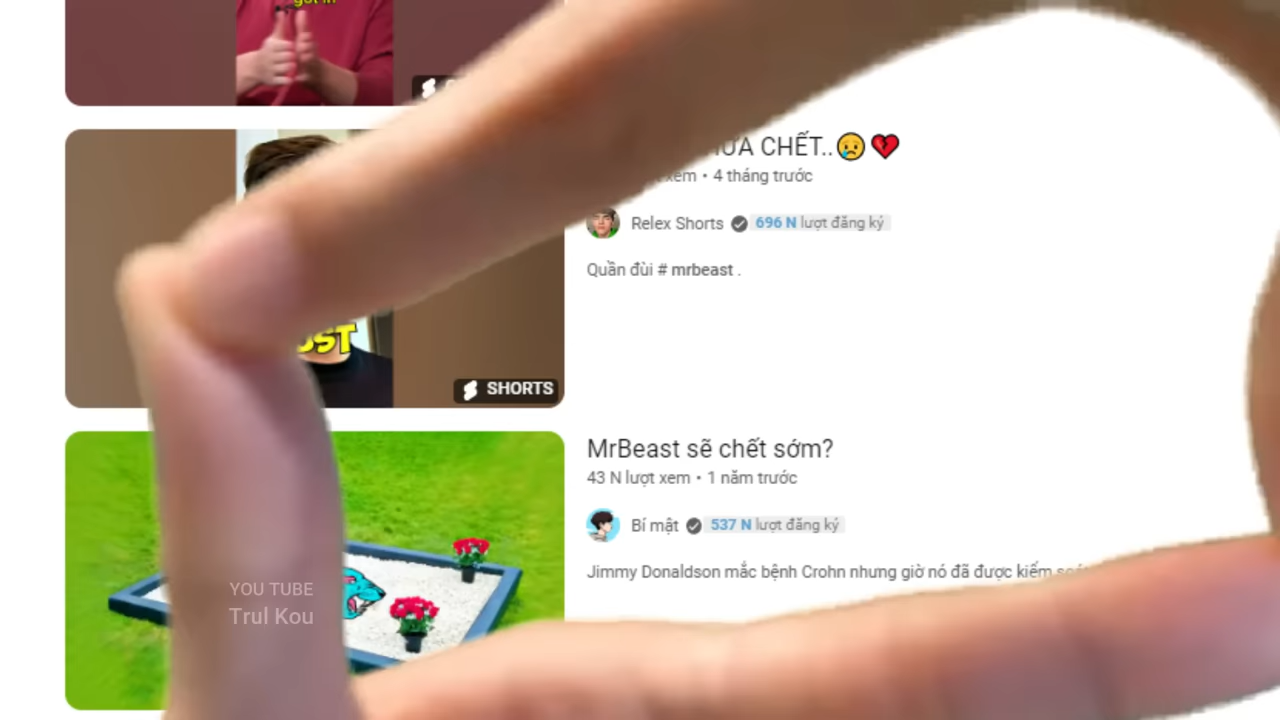 CHẾT..😢💔
xem • 4 tháng trước
Relex Shorts 696 N lượt đăng ký
Quần đùi # mrbeast .
SHORTS
MrBeast sẽ chết sớm?
43 N lượt xem • 1 năm trước
Bí mật 537 N lượt đăng ký
Jimmy Donaldson mắc bệnh Crohn nhưng giờ nó đã được kiểm
YOU TUBE
Trul Kou